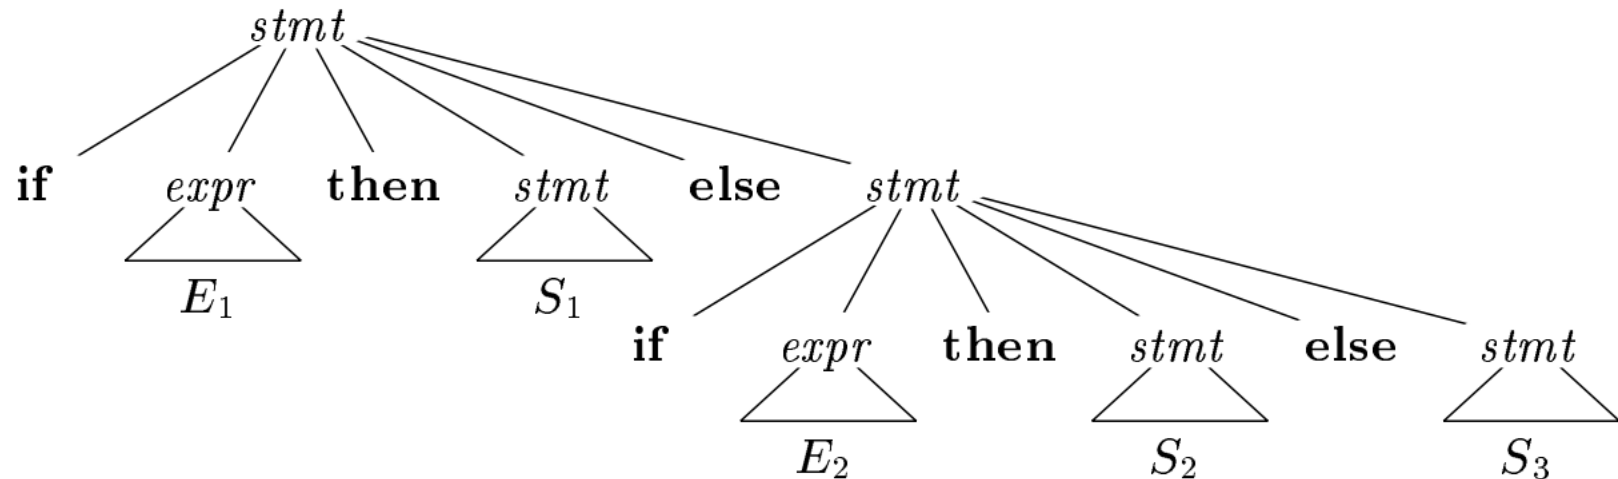 stmt
if expr then stmt else stmt
E₁ S₁
if expr then stmt else stmt
E₂ S₂ S₃